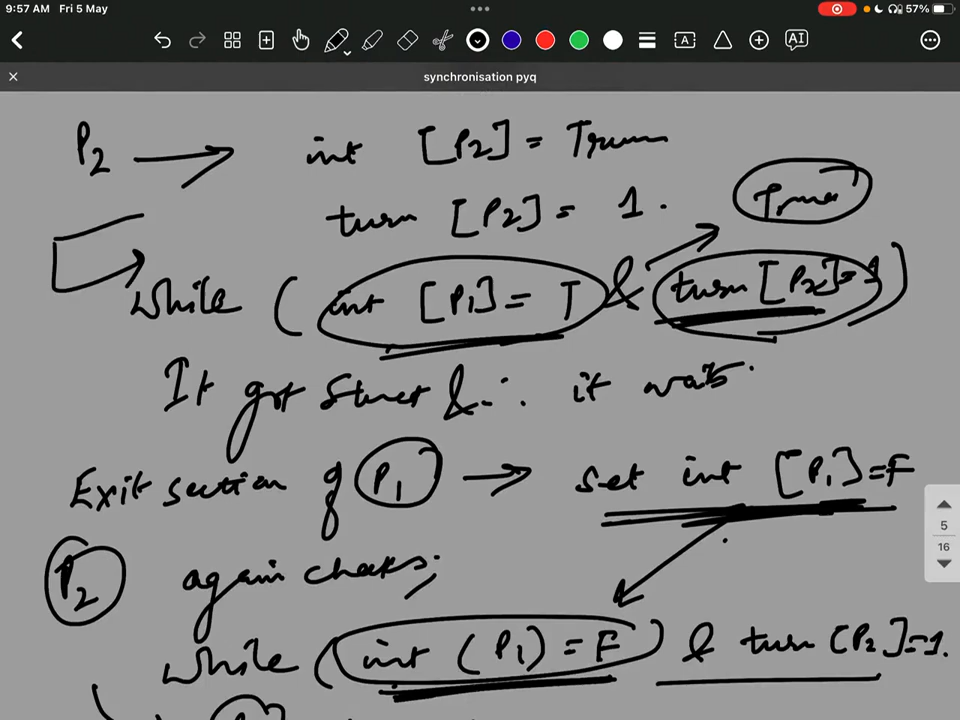 9:57 AM Fri 5 May
57%
A
AI
synchronisation pyq
P2 → int [P2] = True
turn [P2] = 1.
True
while ( int [P1] = T & turn [P2] = 1 )
It got Struct & ∴ it waits.
Exit section of P1 → set int [P1] = F
5
16
P2 again checks;
while ( int (P1) = F ) & turn [P2] = 1.